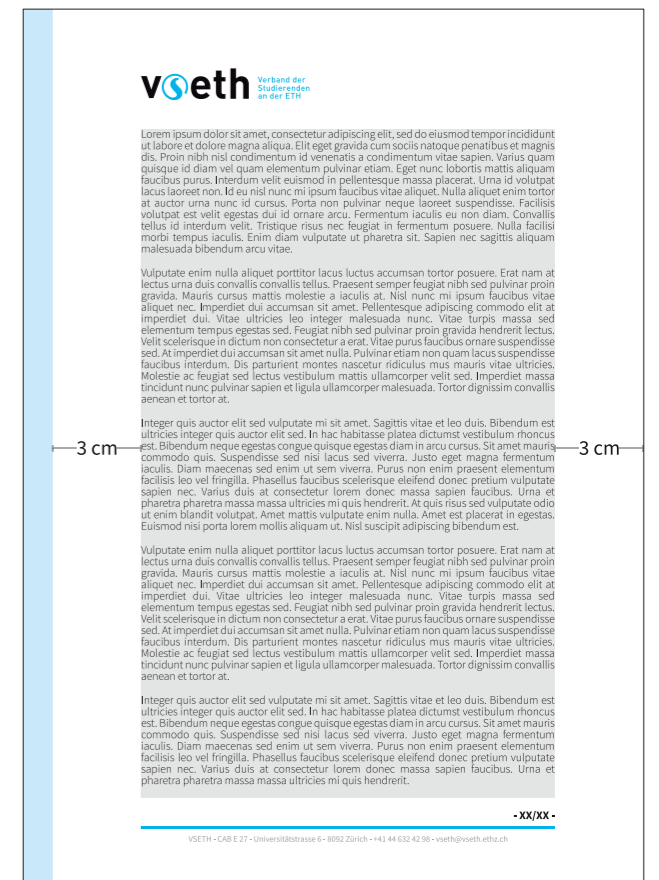 vseth Verband der
Studierenden
an der ETH
Lorem ipsum dolor sit amet, consectetur adipiscing elit, sed do eiusmod tempor incididunt
ut labore et dolore magna aliqua. Elit eget gravida cum sociis natoque penatibus et magnis
dis. Proin nibh nisl condimentum id venenatis a condimentum vitae sapien. Varius quam
quisque id diam vel quam elementum pulvinar etiam. Eget nunc lobortis mattis aliquam
faucibus purus. Interdum velit euismod in pellentesque massa placerat. Urna id volutpat
lacus laoreet non. Id eu nisl nunc mi ipsum faucibus vitae aliquet. Nulla aliquet enim tortor
at auctor urna nunc id cursus. Porta non pulvinar neque laoreet suspendisse. Facilisis
volutpat est velit egestas dui id ornare arcu. Fermentum iaculis eu non diam. Convallis
tellus id interdum velit. Tristique risus nec feugiat in fermentum posuere. Nulla facilisi
morbi tempus iaculis. Enim diam vulputate ut pharetra sit. Sapien nec sagittis aliquam
malesuada bibendum arcu vitae.
Vulputate enim nulla aliquet porttitor lacus luctus accumsan tortor posuere. Erat nam at
lectus urna duis convallis convallis tellus. Praesent semper feugiat nibh sed pulvinar proin
gravida. Mauris cursus mattis molestie a iaculis at. Nisl nunc mi ipsum faucibus vitae
aliquet nec. Imperdiet dui accumsan sit amet. Pellentesque adipiscing commodo elit at
imperdiet dui. Vitae ultricies leo integer malesuada nunc. Vitae turpis massa sed
elementum tempus egestas sed. Feugiat nibh sed pulvinar proin gravida hendrerit lectus.
Velit scelerisque in dictum non consectetur a erat. Vitae purus faucibus ornare suspendisse
sed. At imperdiet dui accumsan sit amet nulla. Pulvinar etiam non quam lacus suspendisse
faucibus interdum. Dis parturient montes nascetur ridiculus mus mauris vitae ultricies.
Molestie ac feugiat sed lectus vestibulum mattis ullamcorper velit sed. Imperdiet massa
tincidunt nunc pulvinar sapien et ligula ullamcorper malesuada. Tortor dignissim convallis
aenean et tortor at.
Integer quis auctor elit sed vulputate mi sit amet. Sagittis vitae et leo duis. Bibendum est
ultricies integer quis auctor elit sed. In hac habitasse platea dictumst vestibulum rhoncus
3 cm est. Bibendum neque egestas congue quisque egestas diam in arcu cursus. Sit amet mauris 3 cm
commodo quis. Suspendisse sed nisi lacus sed viverra. Justo eget magna fermentum
iaculis. Diam maecenas sed enim ut sem viverra. Purus non enim praesent elementum
facilisis leo vel fringilla. Phasellus faucibus scelerisque eleifend donec pretium vulputate
sapien nec. Varius duis at consectetur lorem donec massa sapien faucibus. Urna et
pharetra pharetra massa massa ultricies mi quis hendrerit. At quis risus sed vulputate odio
ut enim blandit volutpat. Amet mattis vulputate enim nulla. Amet est placerat in egestas.
Euismod nisi porta lorem mollis aliquam ut. Nisl suscipit adipiscing bibendum est.
Vulputate enim nulla aliquet porttitor lacus luctus accumsan tortor posuere. Erat nam at
lectus urna duis convallis convallis tellus. Praesent semper feugiat nibh sed pulvinar proin
gravida. Mauris cursus mattis molestie a iaculis at. Nisl nunc mi ipsum faucibus vitae
aliquet nec. Imperdiet dui accumsan sit amet. Pellentesque adipiscing commodo elit at
imperdiet dui. Vitae ultricies leo integer malesuada nunc. Vitae turpis massa sed
elementum tempus egestas sed. Feugiat nibh sed pulvinar proin gravida hendrerit lectus.
Velit scelerisque in dictum non consectetur a erat. Vitae purus faucibus ornare suspendisse
sed. At imperdiet dui accumsan sit amet nulla. Pulvinar etiam non quam lacus suspendisse
faucibus interdum. Dis parturient montes nascetur ridiculus mus mauris vitae ultricies.
Molestie ac feugiat sed lectus vestibulum mattis ullamcorper velit sed. Imperdiet massa
tincidunt nunc pulvinar sapien et ligula ullamcorper malesuada. Tortor dignissim convallis
aenean et tortor at.
Integer quis auctor elit sed vulputate mi sit amet. Sagittis vitae et leo duis. Bibendum est
ultricies integer quis auctor elit sed. In hac habitasse platea dictumst vestibulum rhoncus
est. Bibendum neque egestas congue quisque egestas diam in arcu cursus. Sit amet mauris
commodo quis. Suspendisse sed nisi lacus sed viverra. Justo eget magna fermentum
iaculis. Diam maecenas sed enim ut sem viverra. Purus non enim praesent elementum
facilisis leo vel fringilla. Phasellus faucibus scelerisque eleifend donec pretium vulputate
sapien nec. Varius duis at consectetur lorem donec massa sapien faucibus. Urna et
pharetra pharetra massa massa ultricies mi quis hendrerit.
- XX/XX -
VSETH - CAB E 27 - Universitätstrasse 6 - 8092 Zürich - +41 44 632 42 98 - vseth@vseth.ethz.ch